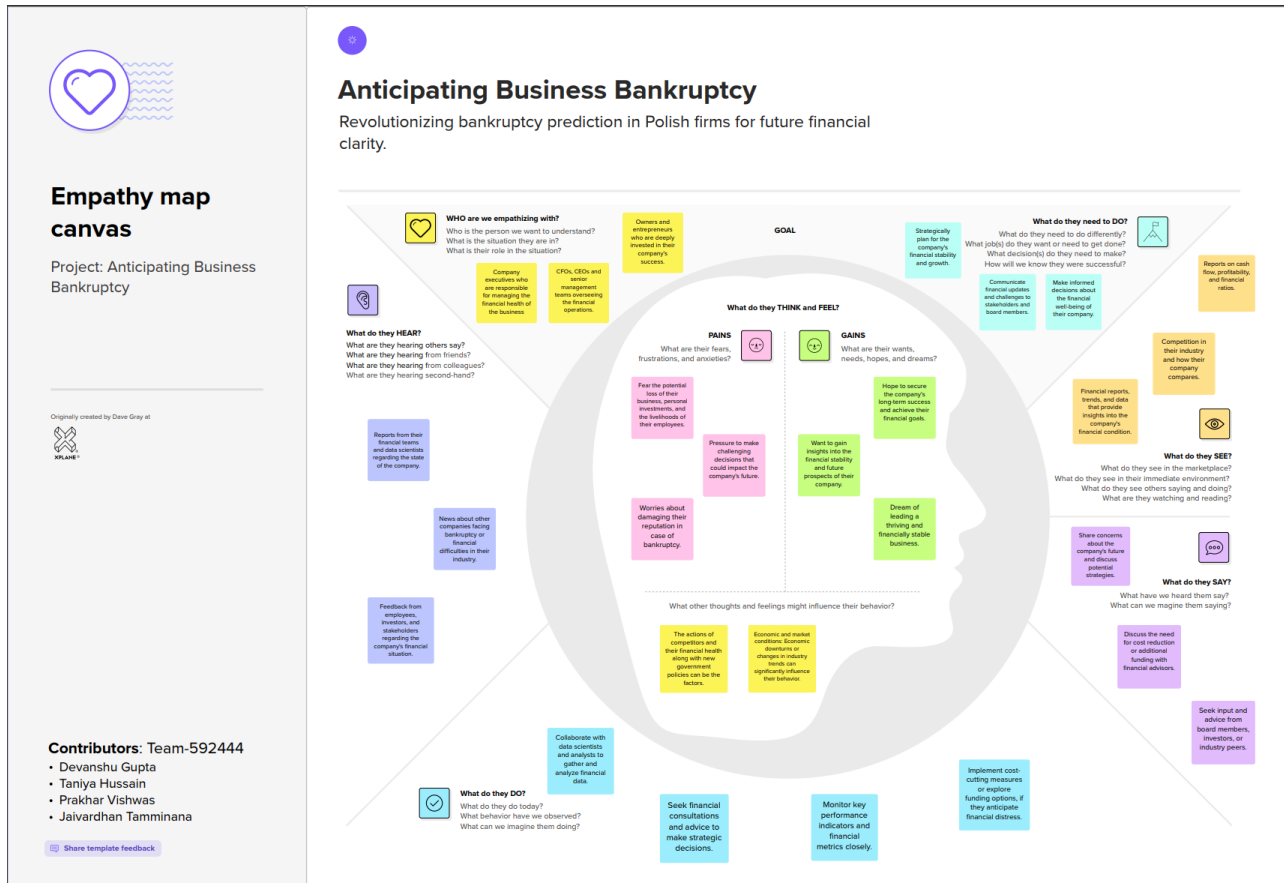 Empathy map
canvas
Project: Anticipating Business
Bankruptcy
Originally created by Dave Gray at
XPLANE
Contributors: Team-592444
• Devanshu Gupta
• Taniya Hussain
• Prakhar Vishwas
• Jaivardhan Tamminana
Share template feedback
Anticipating Business Bankruptcy
Revolutionizing bankruptcy prediction in Polish firms for future financial
clarity.
WHO are we empathizing with?
Who is the person we want to understand?
What is the situation they are in?
What is their role in the situation?
Company
executives who
are responsible
for managing the
financial health of
the business
CFOs, CEOs and
senior
management
teams overseeing
the financial
operations.
Owners and
entrepreneurs
who are deeply
invested in their
company's
success.
GOAL
Strategically
plan for the
company's
financial stability
and growth.
What do they need to DO?
What do they need to do differently?
What job(s) do they want or need to get done?
What decision(s) do they need to make?
How will we know they were successful?
Communicate
financial updates
and challenges to
stakeholders and
board members.
Make informed
decisions about
the financial
well-being of
their company.
Reports on cash
flow, profitability,
and financial
ratios.
Competition in
their industry
and how their
company
compares.
Financial reports,
trends, and data
that provide
insights into the
company's
financial condition.
What do they SEE?
What do they see in the marketplace?
What do they see in their immediate environment?
What do they see others saying and doing?
What are they watching and reading?
What do they HEAR?
What are they hearing others say?
What are they hearing from friends?
What are they hearing from colleagues?
What are they hearing second-hand?
Reports from their
financial teams
and data scientists
regarding the state
of the company.
News about other
companies facing
bankruptcy or
financial
difficulties in their
industry.
Feedback from
employees,
investors, and
stakeholders
regarding the
company's financial
situation.
What do they THINK and FEEL?
PAINS
What are their fears,
frustrations, and anxieties?
Fear the potential
loss of their
business, personal
investments, and
the livelihoods of
their employees.
Pressure to make
challenging
decisions that
could impact the
company's future.
Worries about
damaging their
reputation in
case of
bankruptcy.
GAINS
What are their wants,
needs, hopes, and dreams?
Hope to secure
the company's
long-term success
and achieve their
financial goals.
Want to gain
insights into the
financial stability
and future
prospects of their
company.
Dream of
leading a
thriving and
financially stable
business.
What other thoughts and feelings might influence their behavior?
The actions of
competitors and
their financial health
along with new
government
policies can be the
factors.
Economic and market
conditions: Economic
downturns or
changes in industry
trends can
significantly influence
their behavior.
Share concerns
about the
company's future
and discuss
potential
strategies.
What do they SAY?
What have we heard them say?
What can we magine them saying?
Discuss the need
for cost reduction
or additional
funding with
financial advisors.
Seek input and
advice from
board members,
investors, or
industry peers.
What do they DO?
What do they do today?
What behavior have we observed?
What can we imagine them doing?
Collaborate with
data scientists
and analysts to
gather and
analyze financial
data.
Seek financial
consultations
and advice to
make strategic
decisions.
Monitor key
performance
indicators and
financial
metrics closely.
Implement cost-
cutting measures
or explore
funding options, if
they anticipate
financial distress.